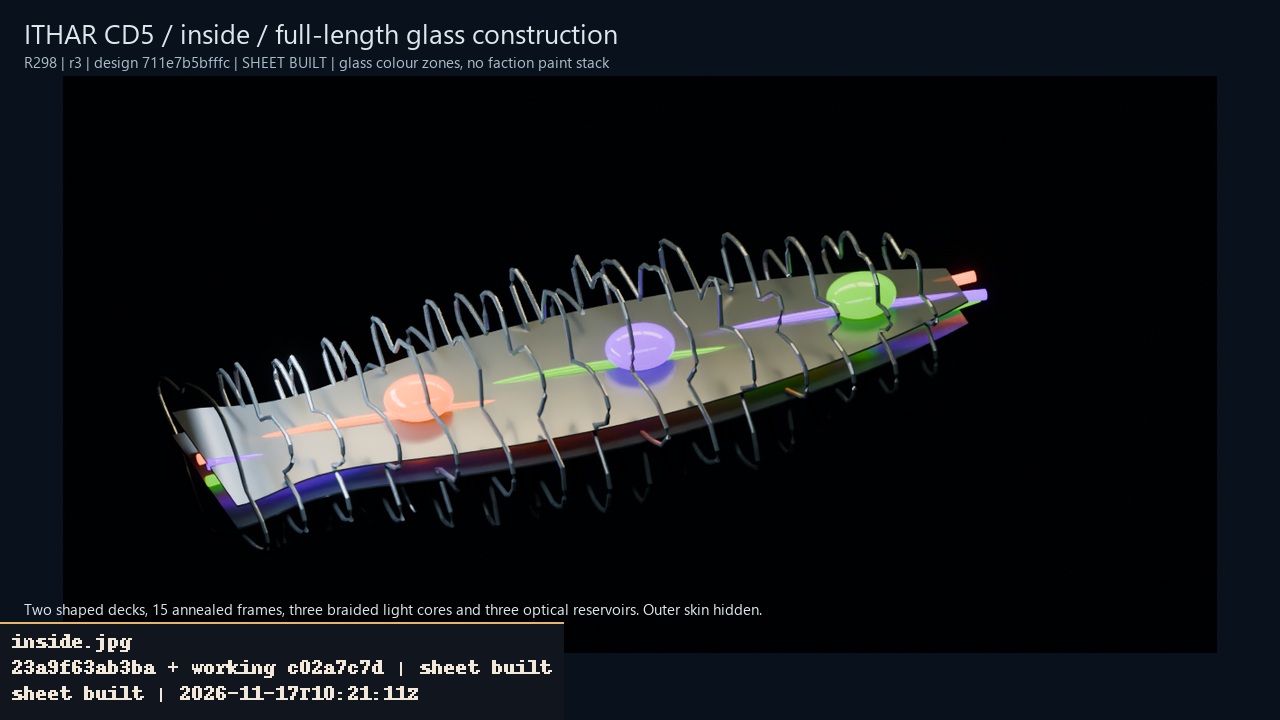 ITHAR CD5 / inside / full-length glass construction
R298 | r3 | design 711e7b5bfffc | SHEET BUILT | glass colour zones, no faction paint stack
Two shaped decks, 15 annealed frames, three braided light cores and three optical reservoirs. Outer skin hidden.
inside.jpg
23a9f63ab3ba + working c02a7c7d | sheet built
sheet built | 2026-11-17T10:21:11Z